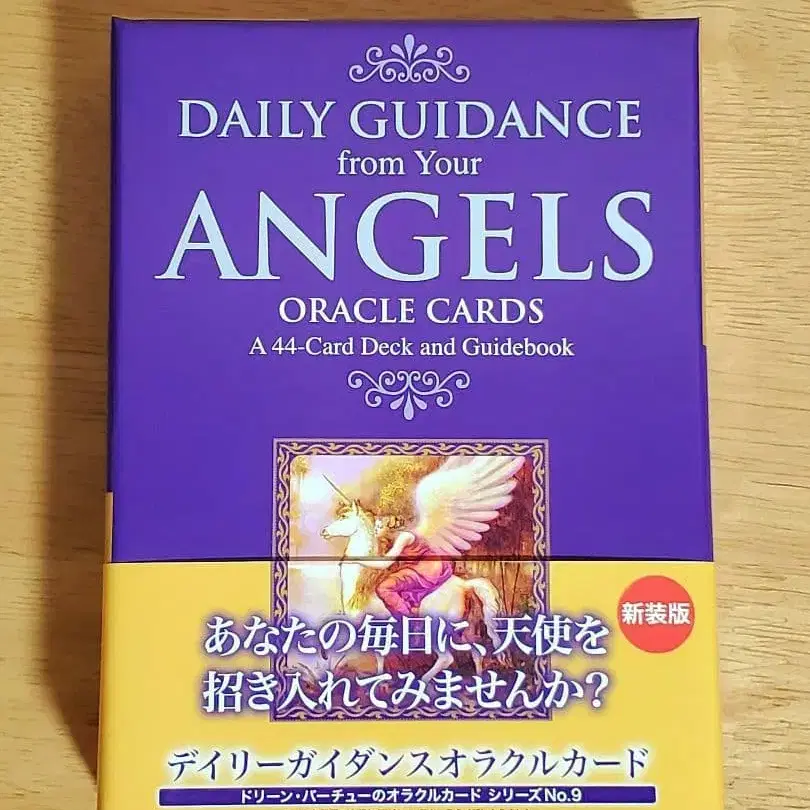 DAILY GUIDANCE
from Your
ANGELS
ORACLE CARDS
A 44-Card Deck and Guidebook
新装版
あなたの毎日に、天使を
招き入れてみませんか?
デイリーガイダンスオラクルカード
ドリーン・バーチューのオラクルカード シリーズNo.9